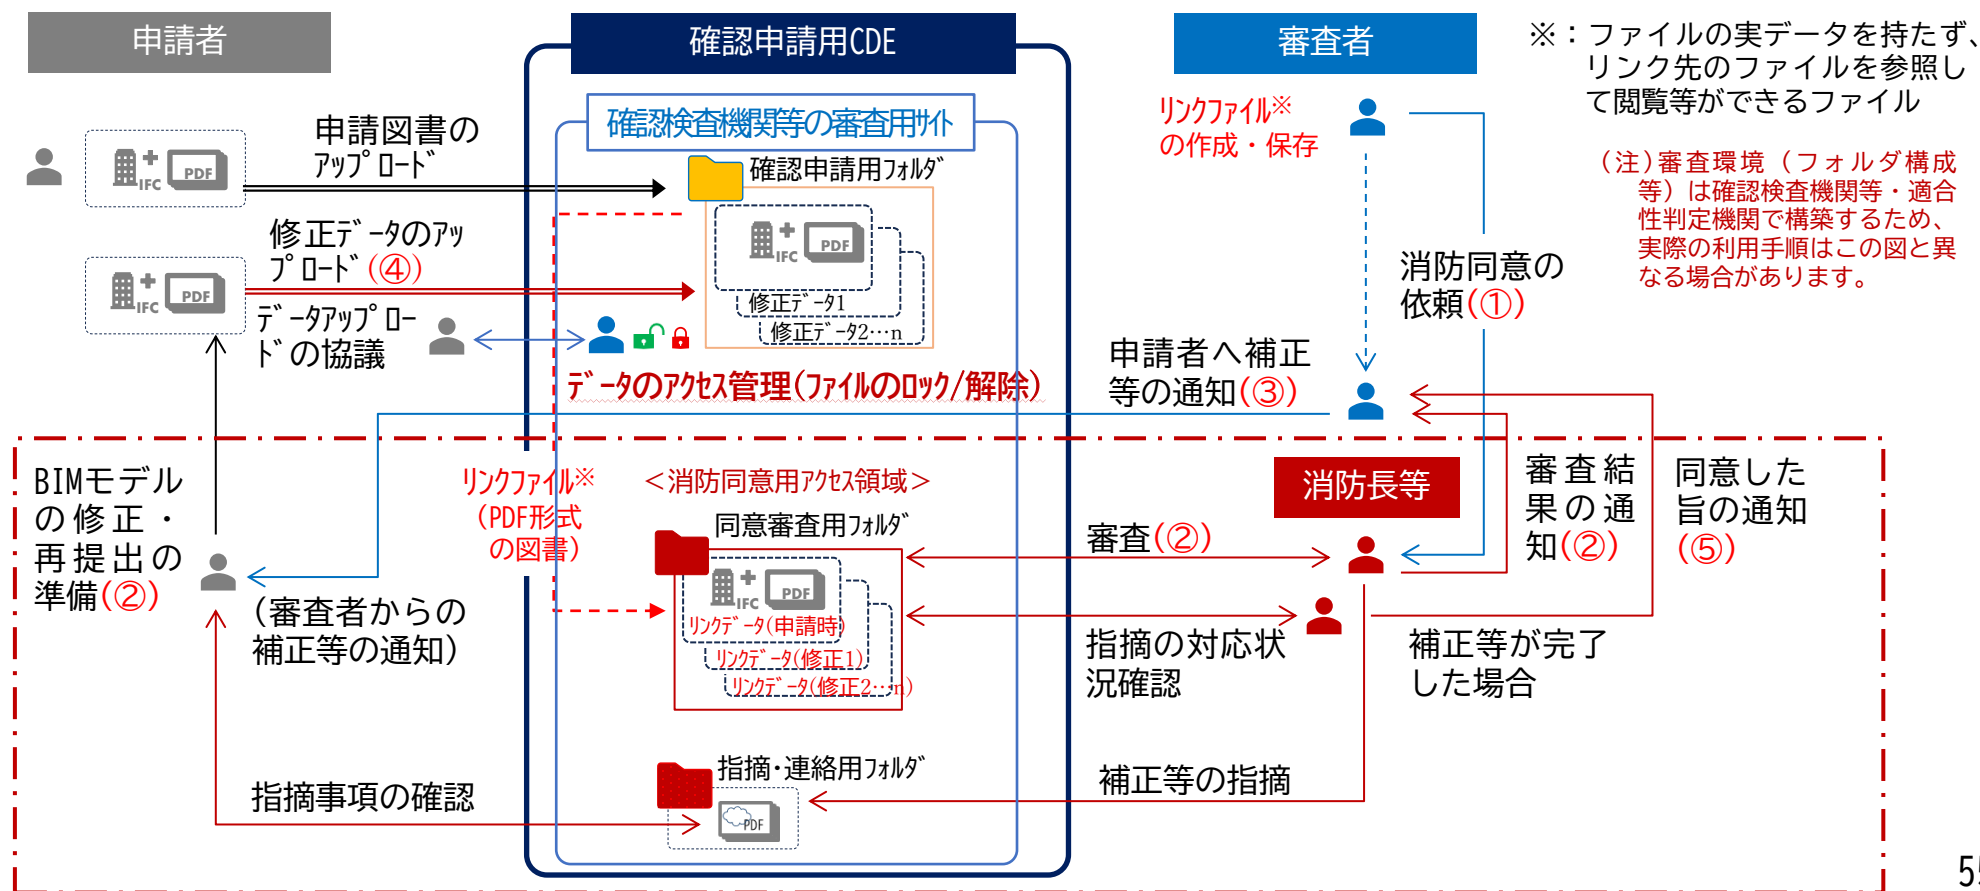 申請者
確認申請用CDE
審査者
※：ファイルの実データを持たず、
リンク先のファイルを参照し
て閲覧等ができるファイル
（注）審査環境（フォルダ構成
等）は確認検査機関等・適合
性判定機関で構築するため、
実際の利用手順はこの図と異
なる場合があります。
確認検査機関等の審査用ｻｲﾄ
リンクファイル※
の作成・保存
申請図書の
ｱｯﾌﾟﾛｰﾄﾞ
IFC
PDF
確認申請用ﾌｫﾙﾀﾞ
IFC
PDF
修正ﾃﾞｰﾀ1
修正ﾃﾞｰﾀ2…n
修正ﾃﾞｰﾀのｱｯ
ﾌﾟﾛｰﾄﾞ(④)
IFC
PDF
ﾃﾞｰﾀｱｯﾌﾟﾛｰ
ﾄﾞの協議
ﾃﾞｰﾀのｱｸｾｽ管理(ﾌｧｲﾙのﾛｯｸ/解除)
消防同意の
依頼(①)
申請者へ補正
等の通知(③)
BIMモデル
の修正・
再提出の
準備(②)
リンクファイル※
（PDF形式
の図書）
＜消防同意用ｱｸｾｽ領域＞
同意審査用ﾌｫﾙﾀﾞ
IFC
PDF
ﾘﾝｸﾃﾞｰﾀ(申請時)
ﾘﾝｸﾃﾞｰﾀ(修正1)
ﾘﾝｸﾃﾞｰﾀ(修正2…n)
消防長等
審査(②)
審査結
果の通
知(②)
同意した
旨の通知
(⑤)
(審査者からの
補正等の通知)
指摘の対応状
況確認
補正等が完了
した場合
指摘・連絡用ﾌｫﾙﾀﾞ
PDF
指摘事項の確認
補正等の指摘